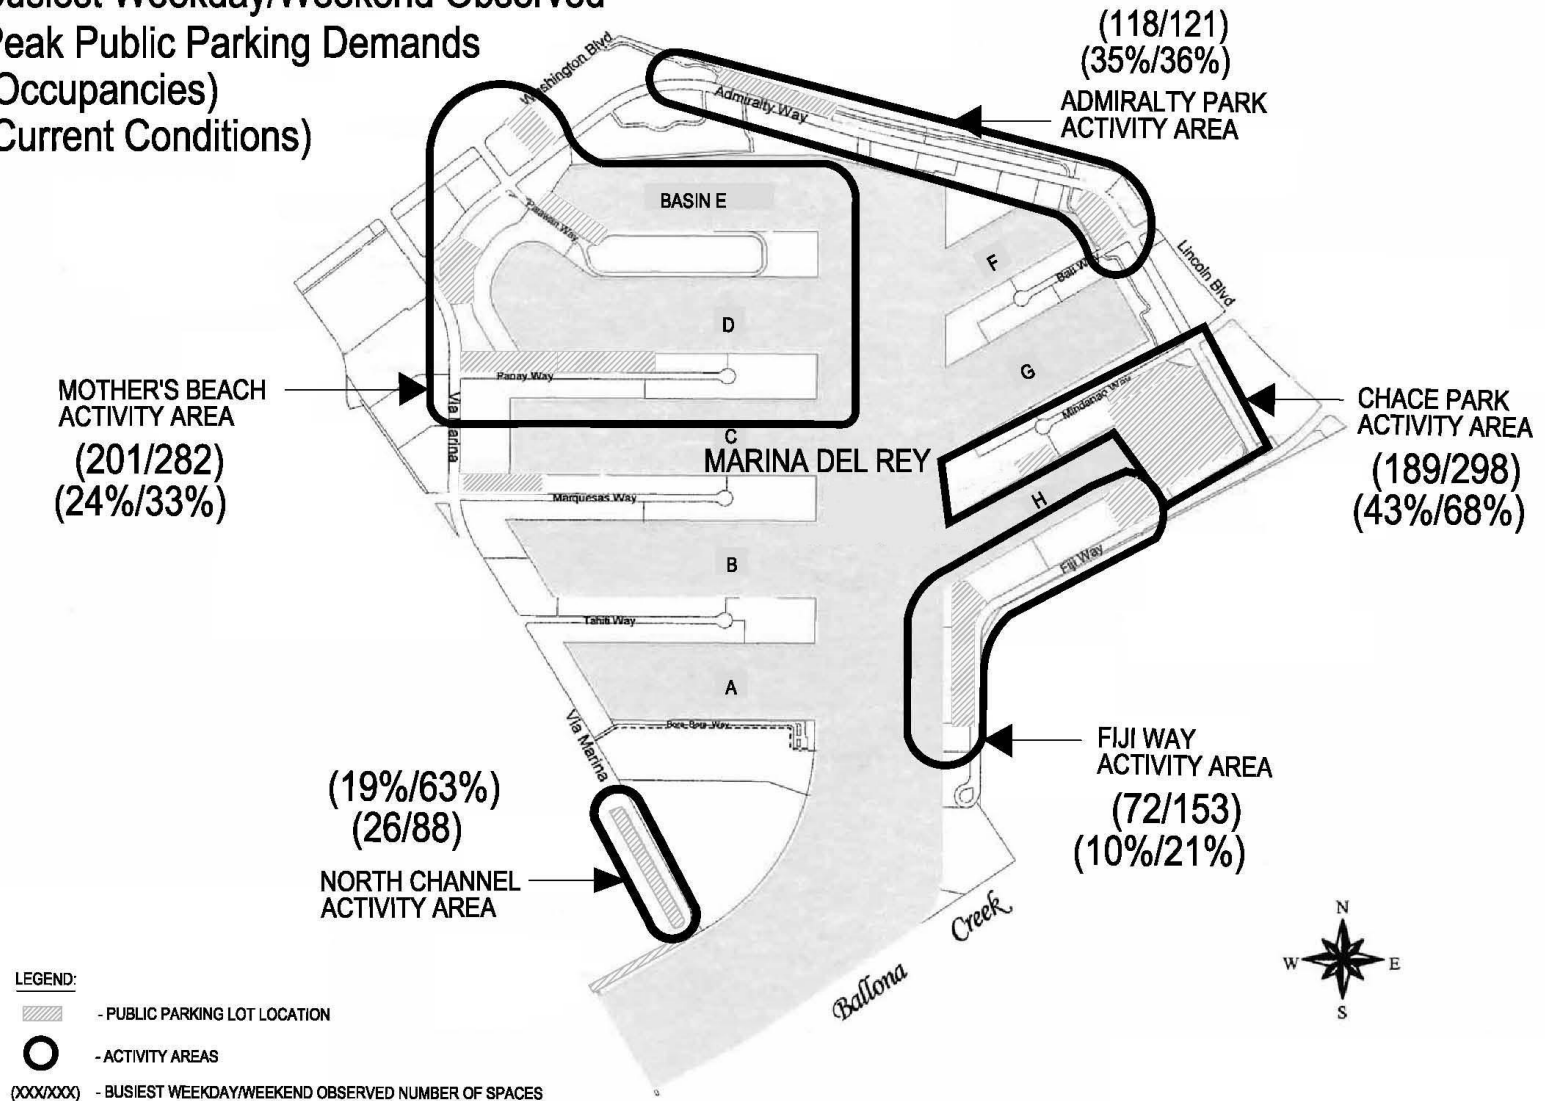 Busiest Weekday/Weekend Observed
Peak Public Parking Demands
(Occupancies)
(Current Conditions)
(118/121)
(35%/36%)
ADMIRALTY PARK
ACTIVITY AREA
Washington Blvd
Admiralty Way
BASIN E
Palawan Way
F
Bali Way
Lincoln Blvd
D
G
MOTHER'S BEACH
ACTIVITY AREA
(201/282)
(24%/33%)
Panay Way
Via Marina
Mindanao Way
CHACE PARK
ACTIVITY AREA
(189/298)
(43%/68%)
C
MARINA DEL REY
Marquesas Way
H
B
Fiji Way
Tahiti Way
A
Bora-Bora-Way
Via Marina
FIJI WAY
ACTIVITY AREA
(72/153)
(10%/21%)
(19%/63%)
(26/88)
NORTH CHANNEL
ACTIVITY AREA
Ballona Creek
N
W E
S
LEGEND:
- PUBLIC PARKING LOT LOCATION
- ACTIVITY AREAS
(XXX/XXX) - BUSIEST WEEKDAY/WEEKEND OBSERVED NUMBER OF SPACES